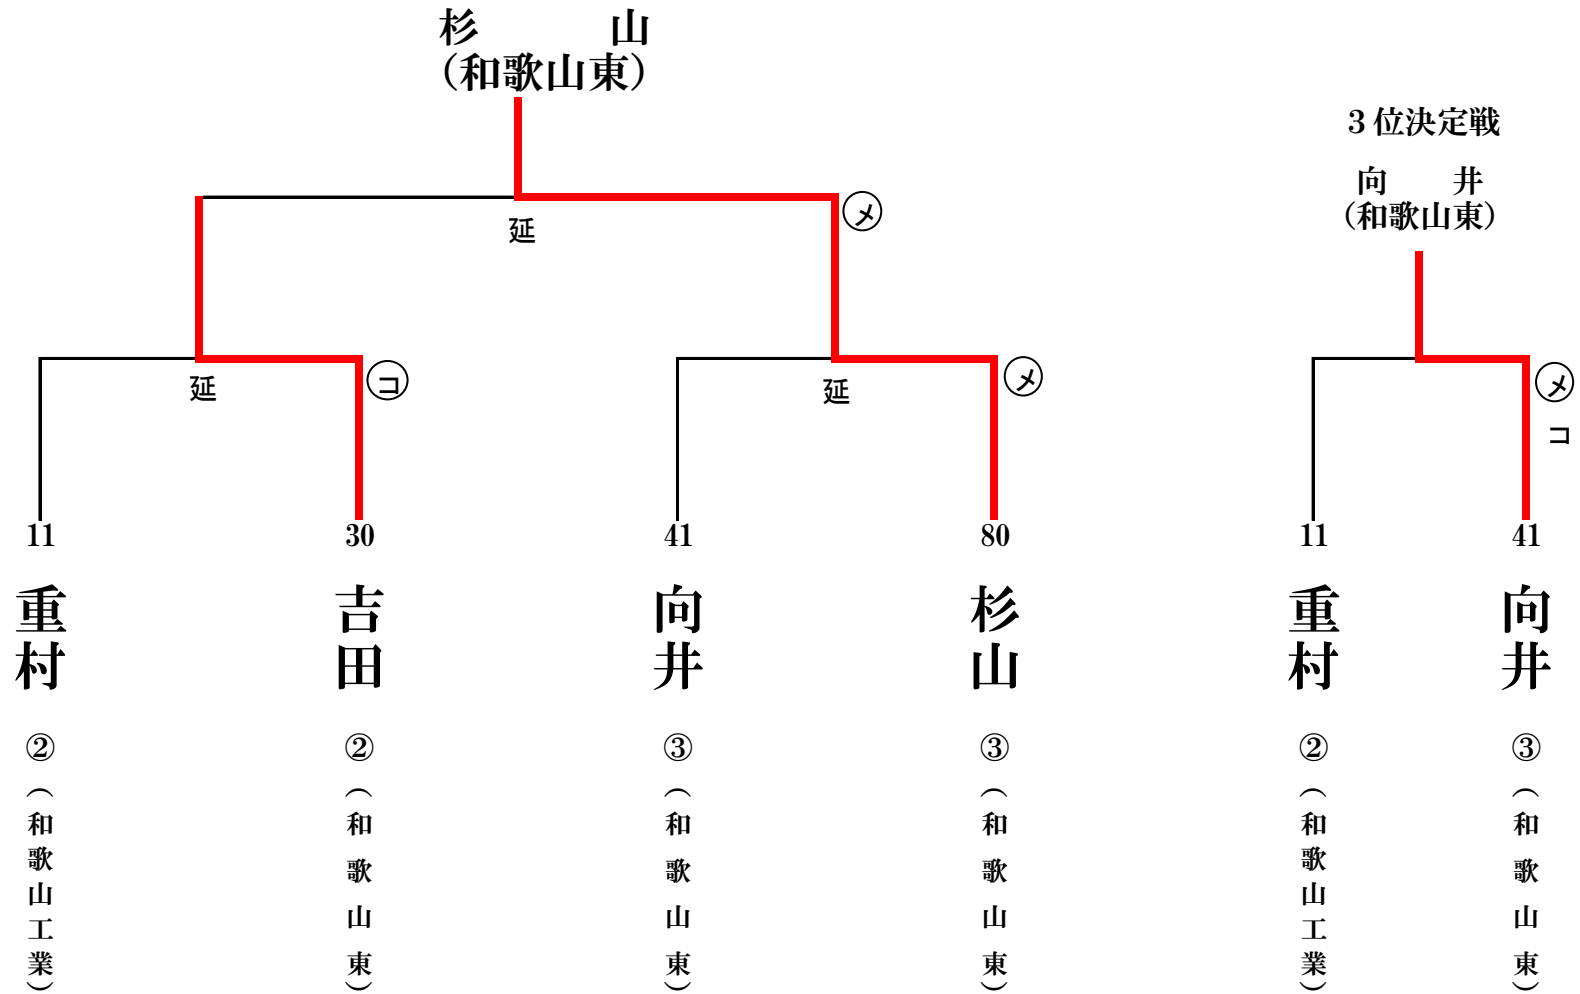 杉　山
（和歌山東）
３位決定戦
向　井
（和歌山東）
延
メ
延
コ
延
メ
メ
コ
11
30
41
80
11
41
重村②（和歌山工業）
吉田②（和歌山東）
向井③（和歌山東）
杉山③（和歌山東）
重村②（和歌山工業）
向井③（和歌山東）